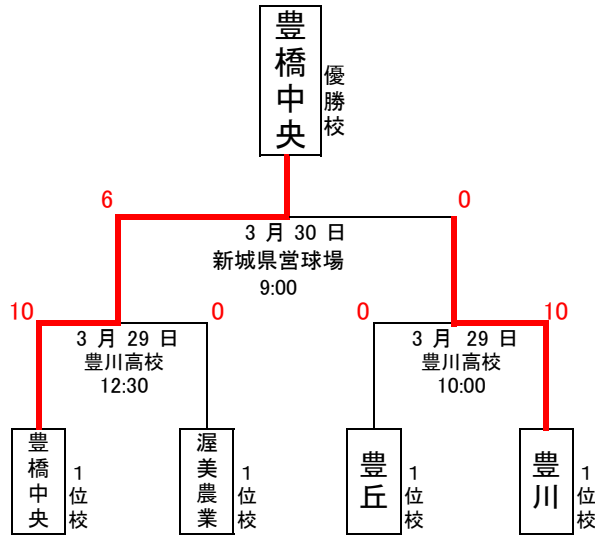 豊橋中央
優勝校
6
0
3 月 30 日
新城県営球場
9:00
10
0
0
10
3 月 29 日
豊川高校
12:30
3 月 29 日
豊川高校
10:00
豊橋中央
1位校
渥美農業
1位校
豊丘
1位校
豊川
1位校